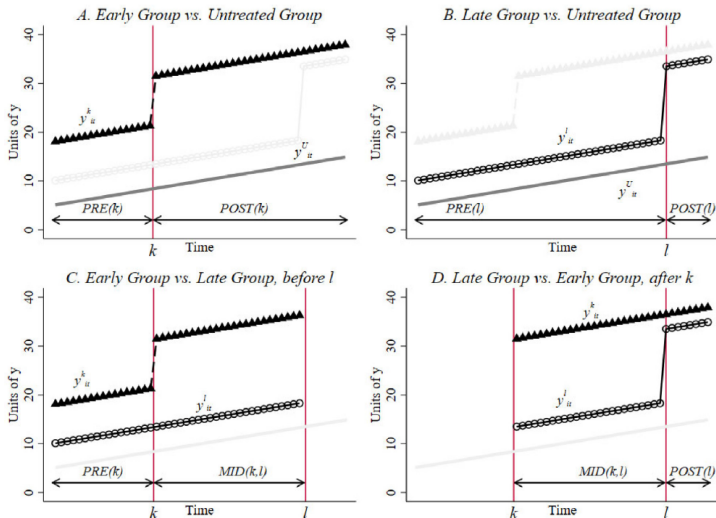 A. Early Group vs. Untreated Group
Units of y
0 10 20 30 40
y^k_it
y^U_it
PRE(k)
POST(k)
k
Time
B. Late Group vs. Untreated Group
Units of y
0 10 20 30 40
y^l_it
y^U_it
PRE(l)
POST(l)
Time
l
C. Early Group vs. Late Group, before l
Units of y
0 10 20 30 40
y^k_it
y^l_it
PRE(k)
MID(k,l)
k
Time
l
D. Late Group vs. Early Group, after k
Units of y
0 10 20 30 40
y^k_it
y^l_it
MID(k,l)
POST(l)
k
Time
l